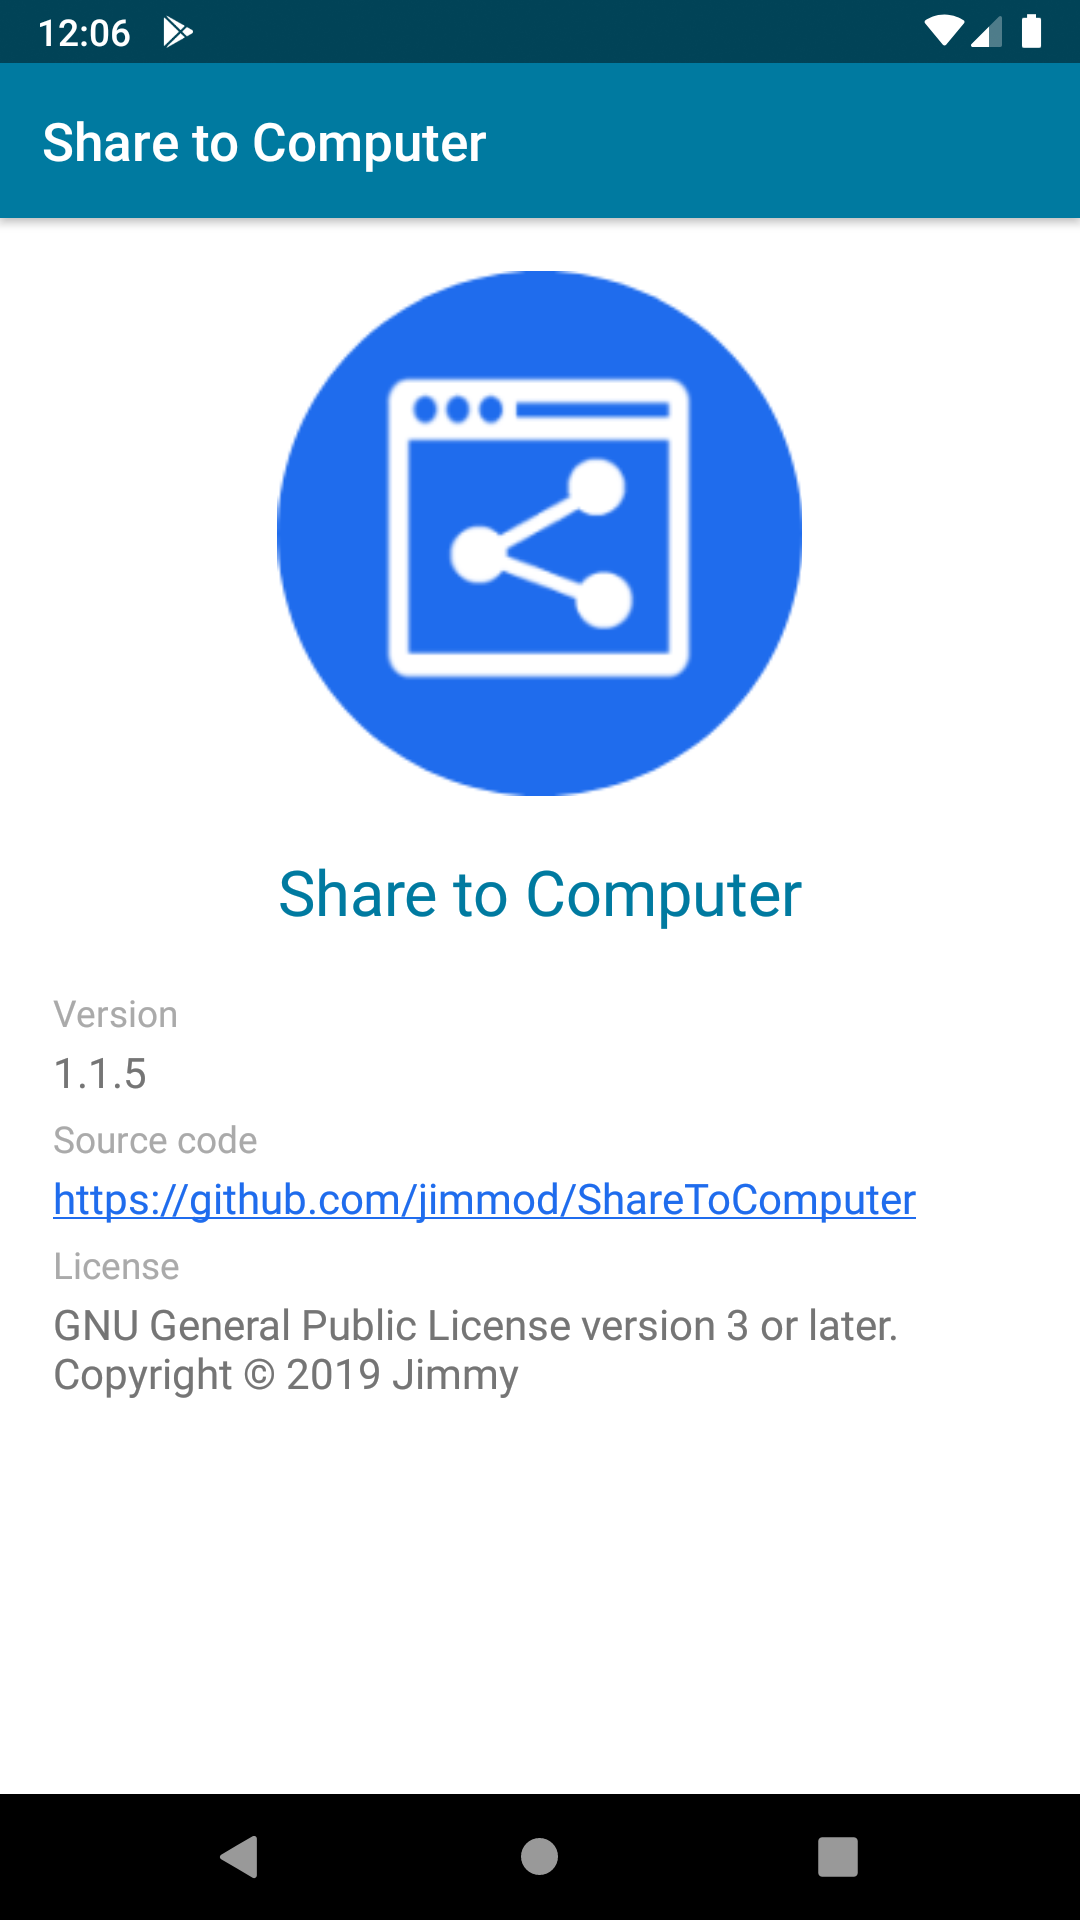 12:06
Share to Computer
Share to Computer
Version
1.1.5
Source code
https://github.com/jimmod/ShareToComputer
License
GNU General Public License version 3 or later.
Copyright © 2019 Jimmy